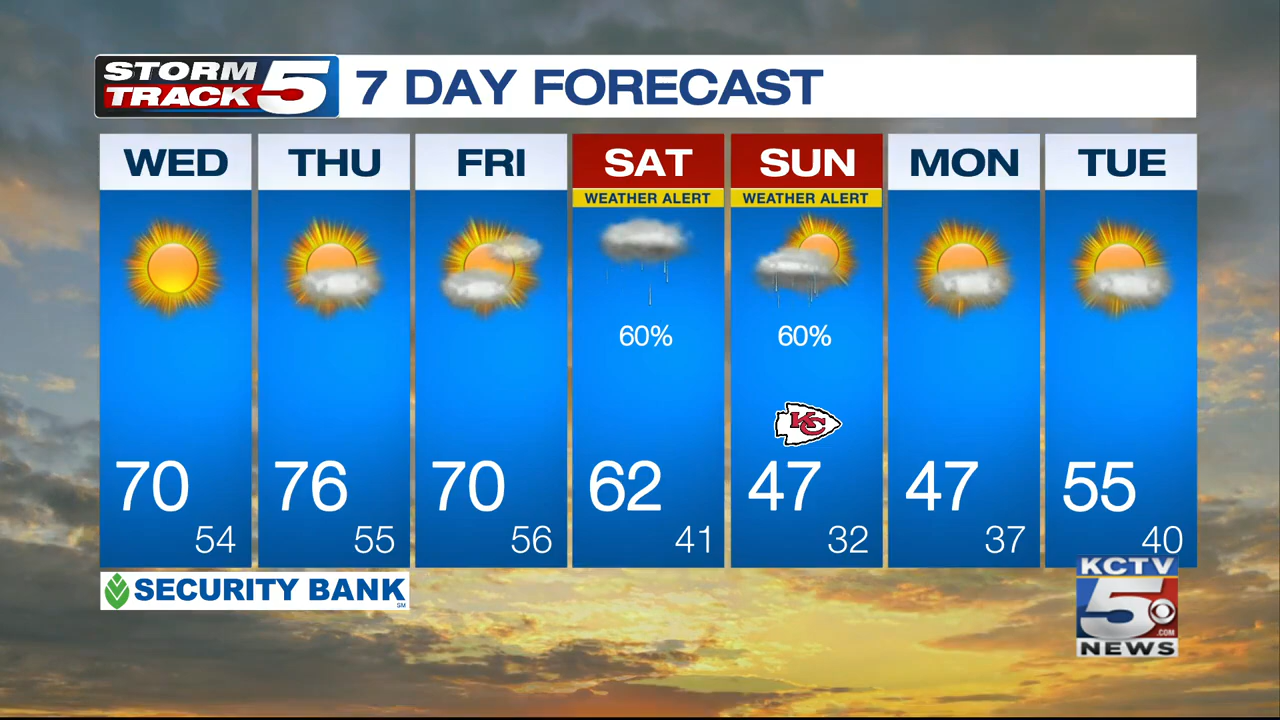 STORM
TRACK 5
7 DAY FORECAST
WED THU FRI SAT SUN MON TUE
WEATHER ALERT WEATHER ALERT
60% 60%
KC
70 76 70 62 47 47 55
54 55 56 41 32 37 40
SECURITY BANK SM
KCTV
5
.COM
NEWS